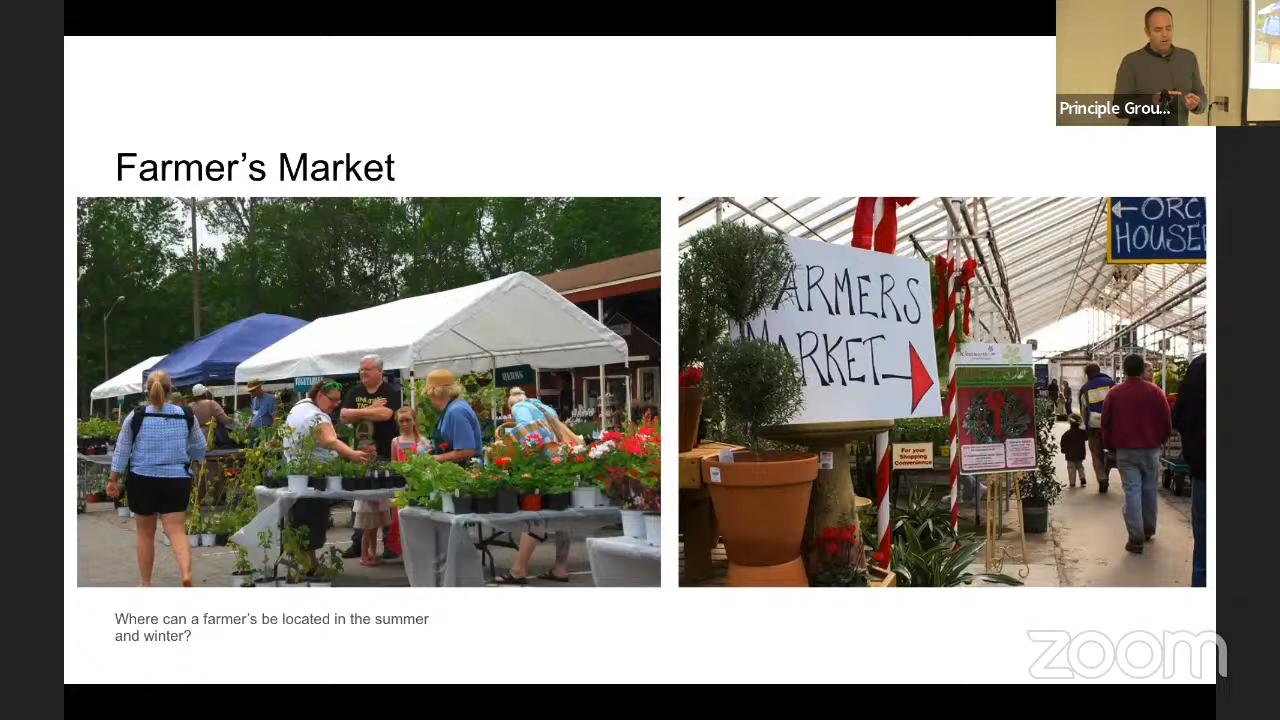 Principle Grou...
Farmer's Market
← ORC
HOUSE
ARMERS
MARKET
VEGETABLES
For your
Shopping
Convenience
Where can a farmer's be located in the summer
and winter?
zoom